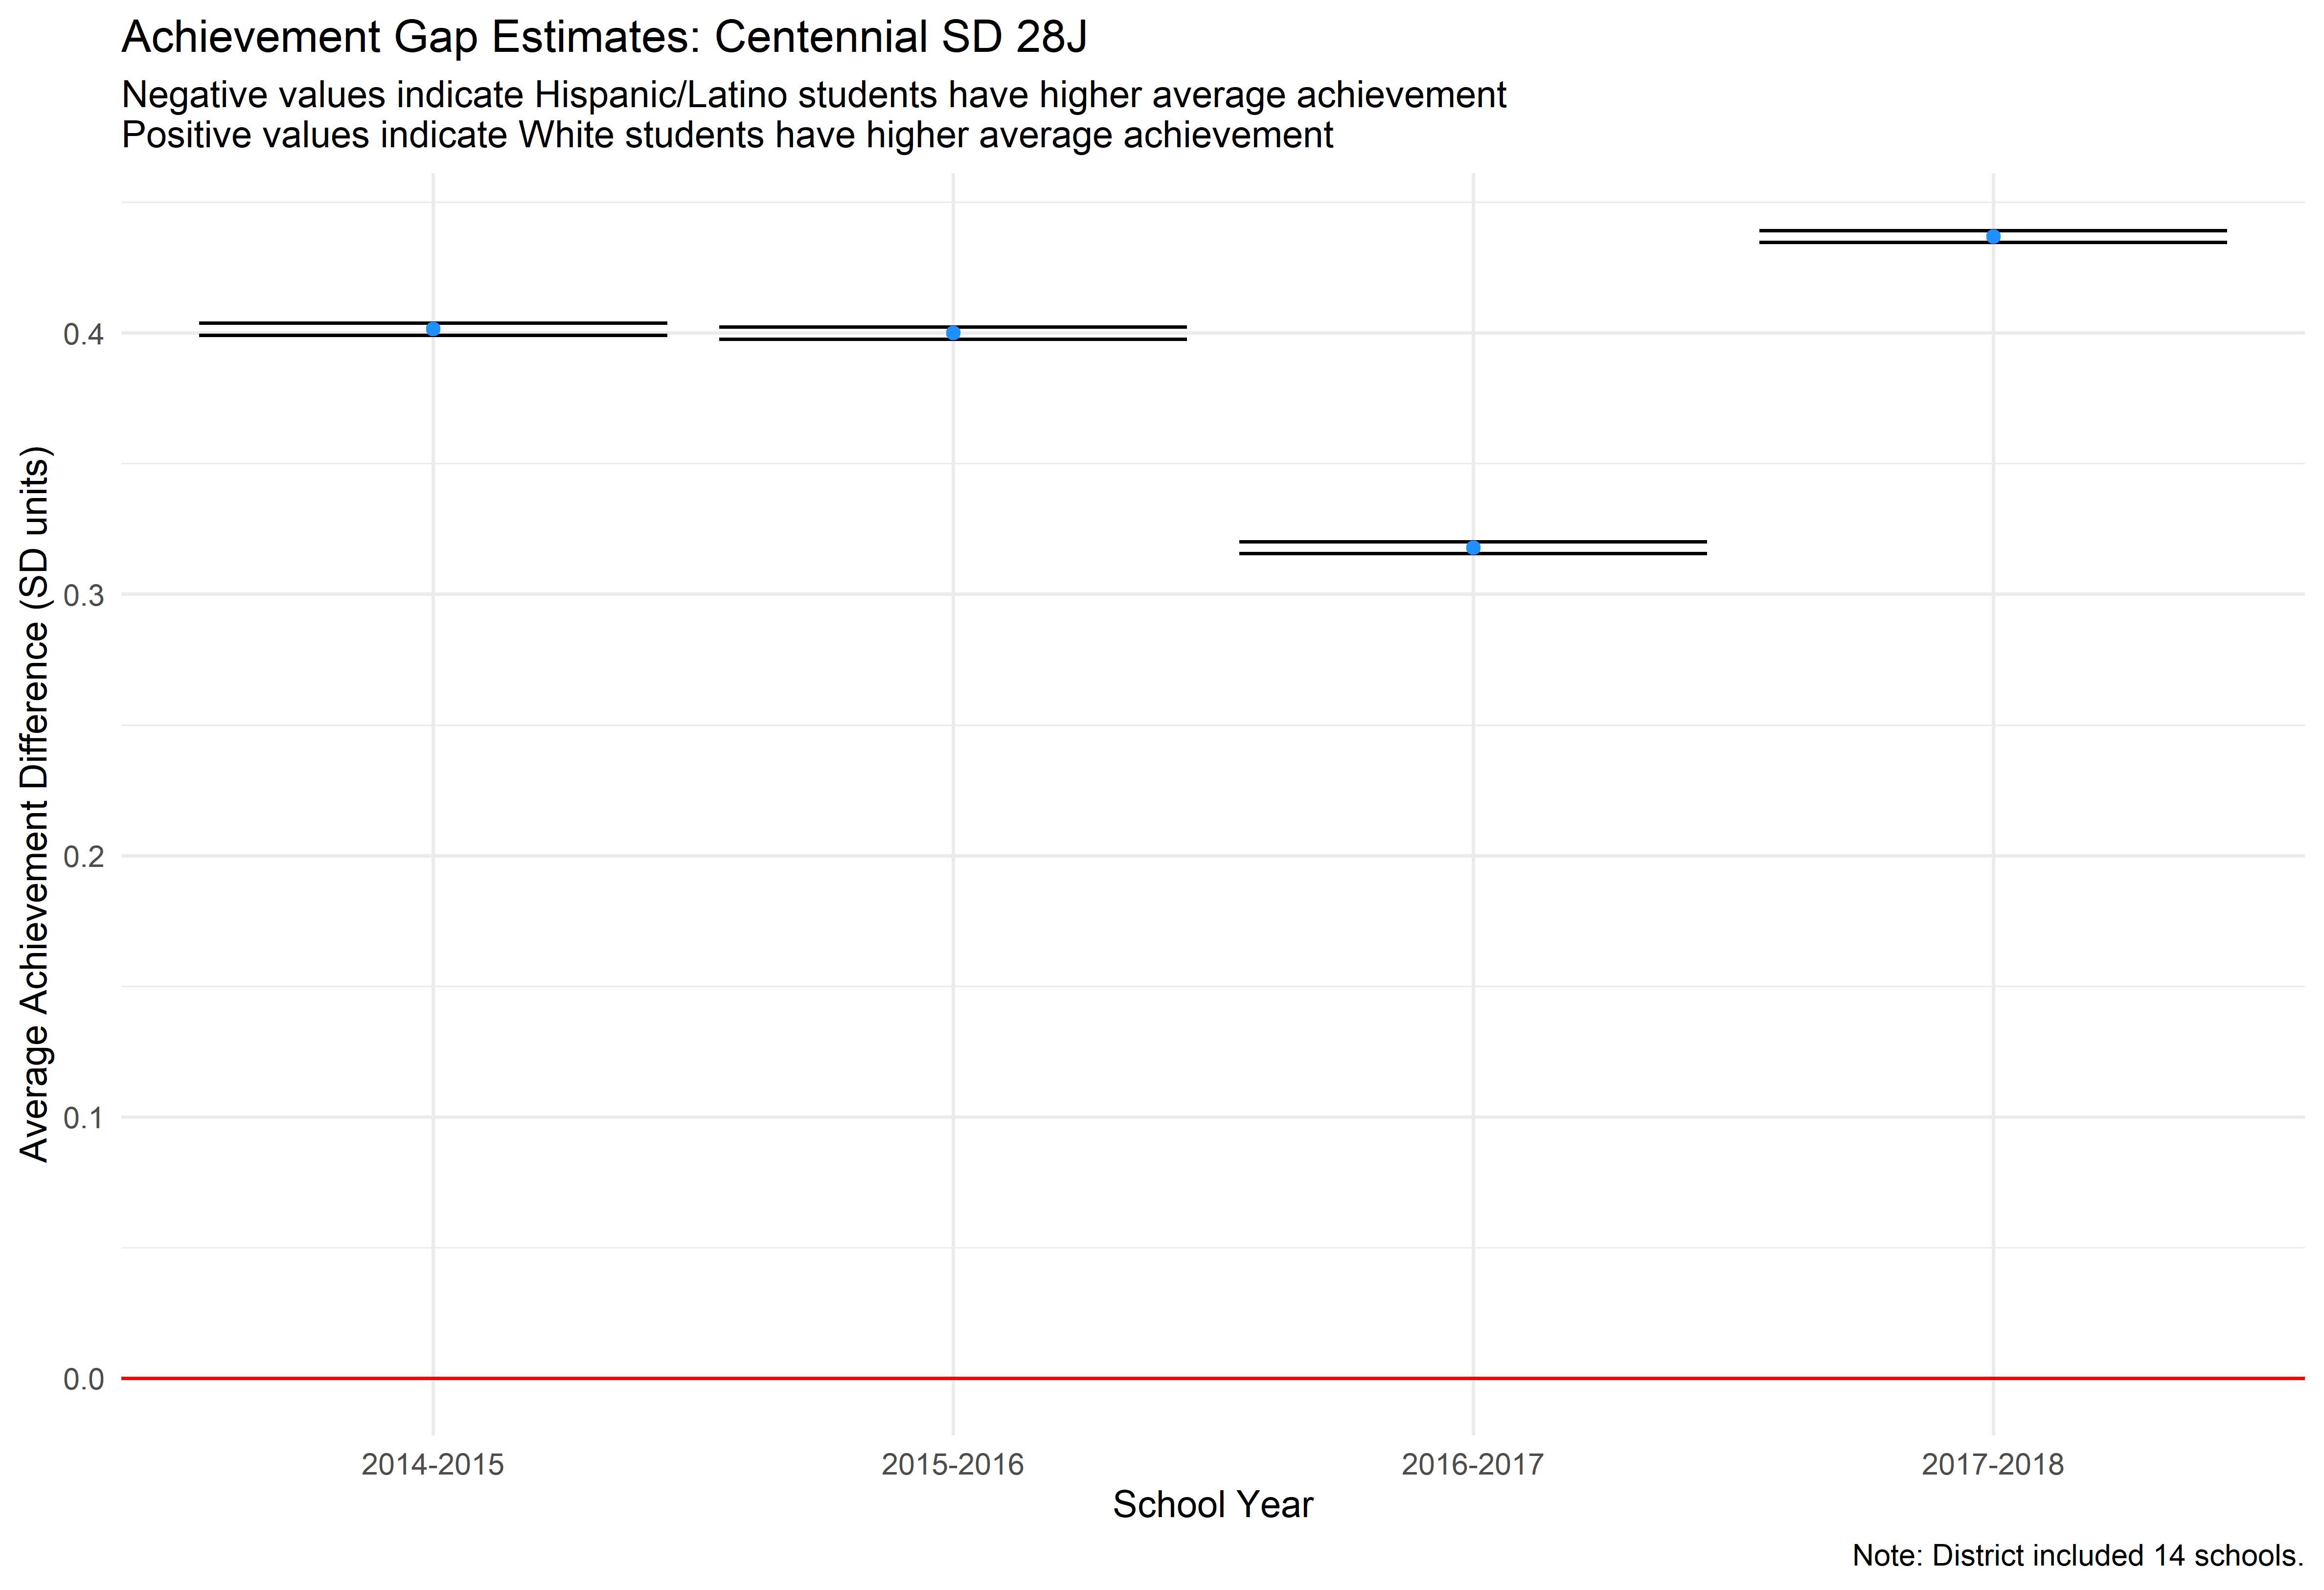 Achievement Gap Estimates: Centennial SD 28J
Negative values indicate Hispanic/Latino students have higher average achievement
Positive values indicate White students have higher average achievement
Average Achievement Difference (SD units)
0.4
0.3
0.2
0.1
0.0
2014-2015
2015-2016
2016-2017
2017-2018
School Year
Note: District included 14 schools.